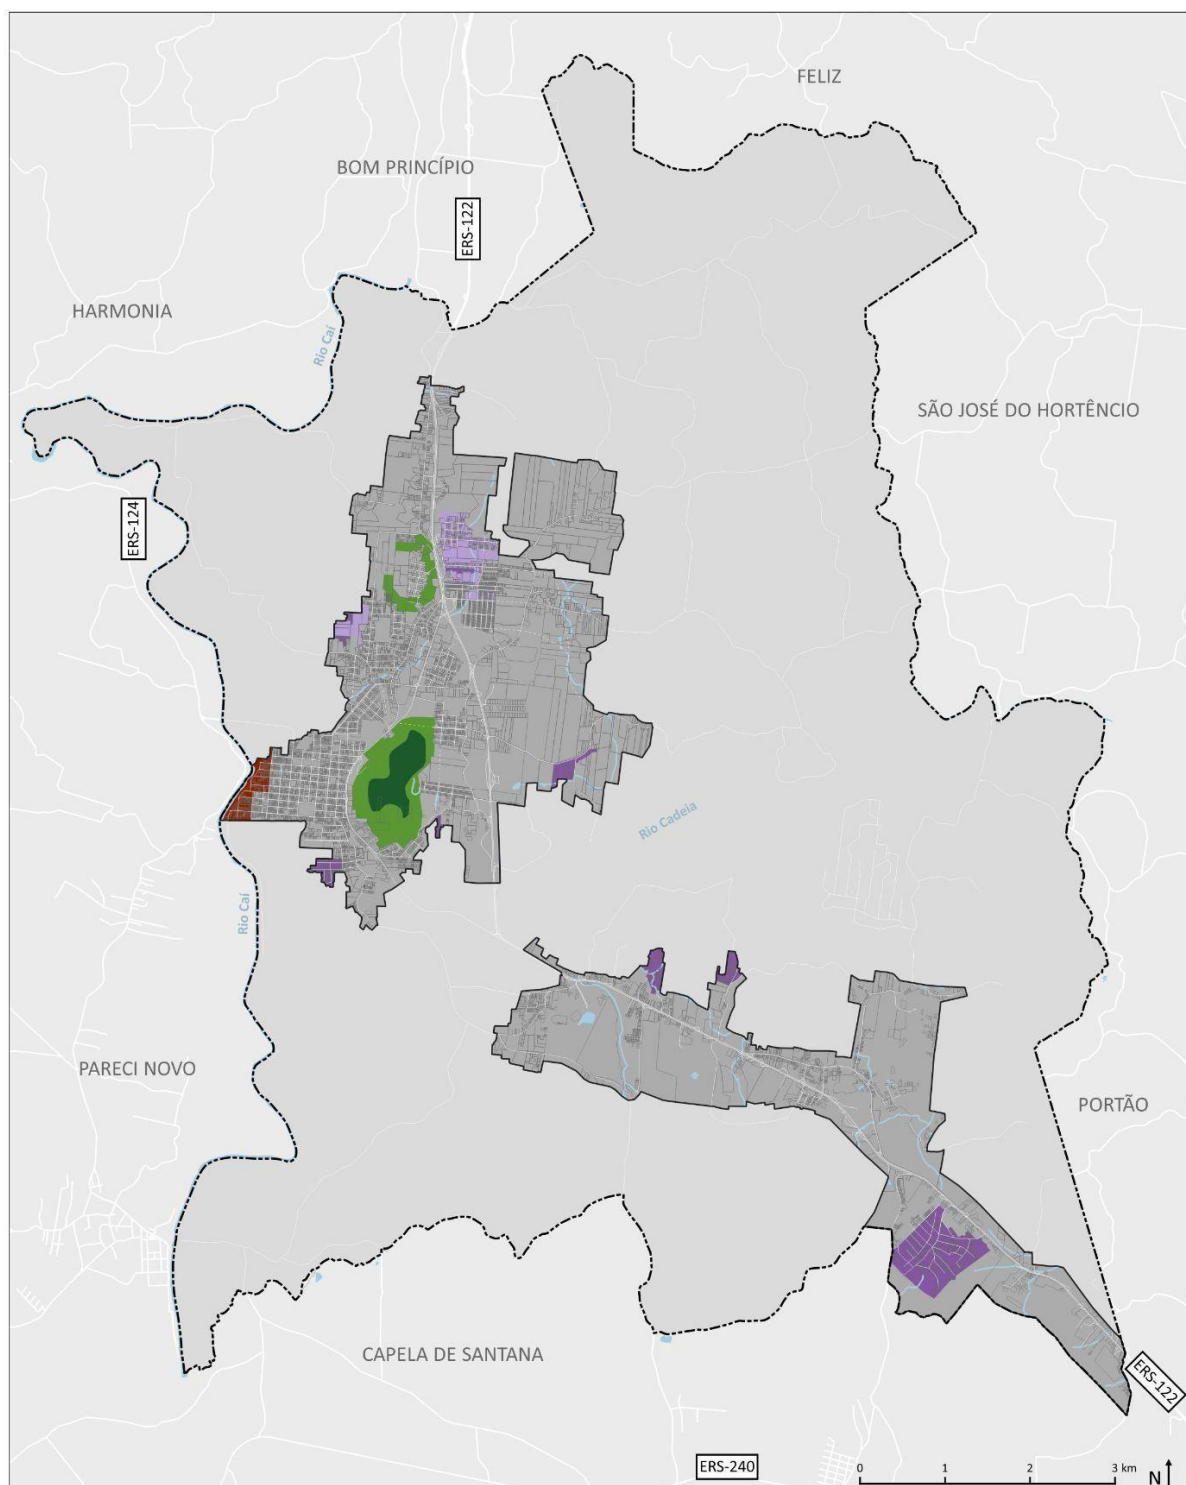 FELIZ
BOM PRINCÍPIO
ERS-122
HARMONIA
Rio Caí
SÃO JOSÉ DO HORTÊNCIO
ERS-124
Rio Cadeia
Rio Caí
PARECI NOVO
PORTÃO
CAPELA DE SANTANA
ERS-122
ERS-240
0 1 2 3 km
N